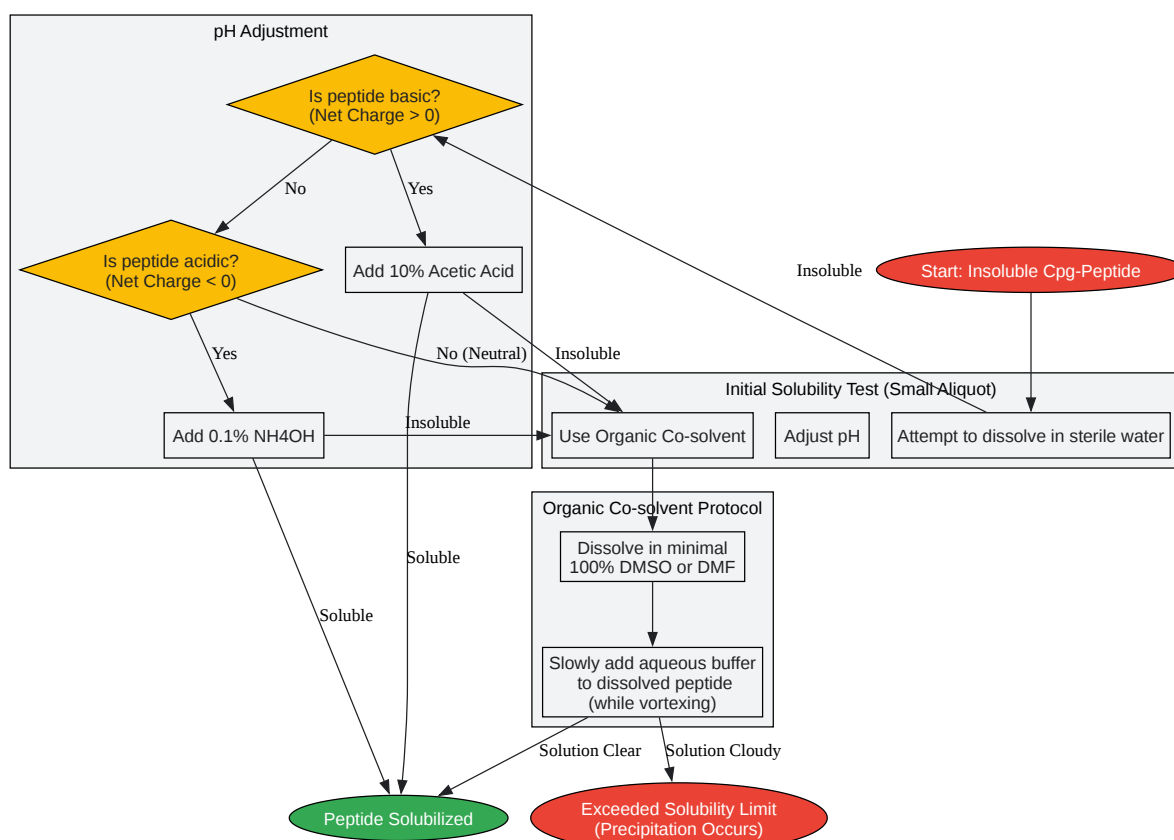 pH Adjustment
Is peptide basic?
(Net Charge > 0)
No
Yes
Is peptide acidic?
(Net Charge < 0)
Add 10% Acetic Acid
Insoluble
Start: Insoluble Cpg-Peptide
Yes
No (Neutral)
Insoluble
Initial Solubility Test (Small Aliquot)
Add 0.1% NH4OH
Insoluble
Use Organic Co-solvent
Adjust pH
Attempt to dissolve in sterile water
Organic Co-solvent Protocol
Dissolve in minimal
100% DMSO or DMF
Soluble
Soluble
Slowly add aqueous buffer
to dissolved peptide
(while vortexing)
Solution Clear
Solution Cloudy
Peptide Solubilized
Exceeded Solubility Limit
(Precipitation Occurs)